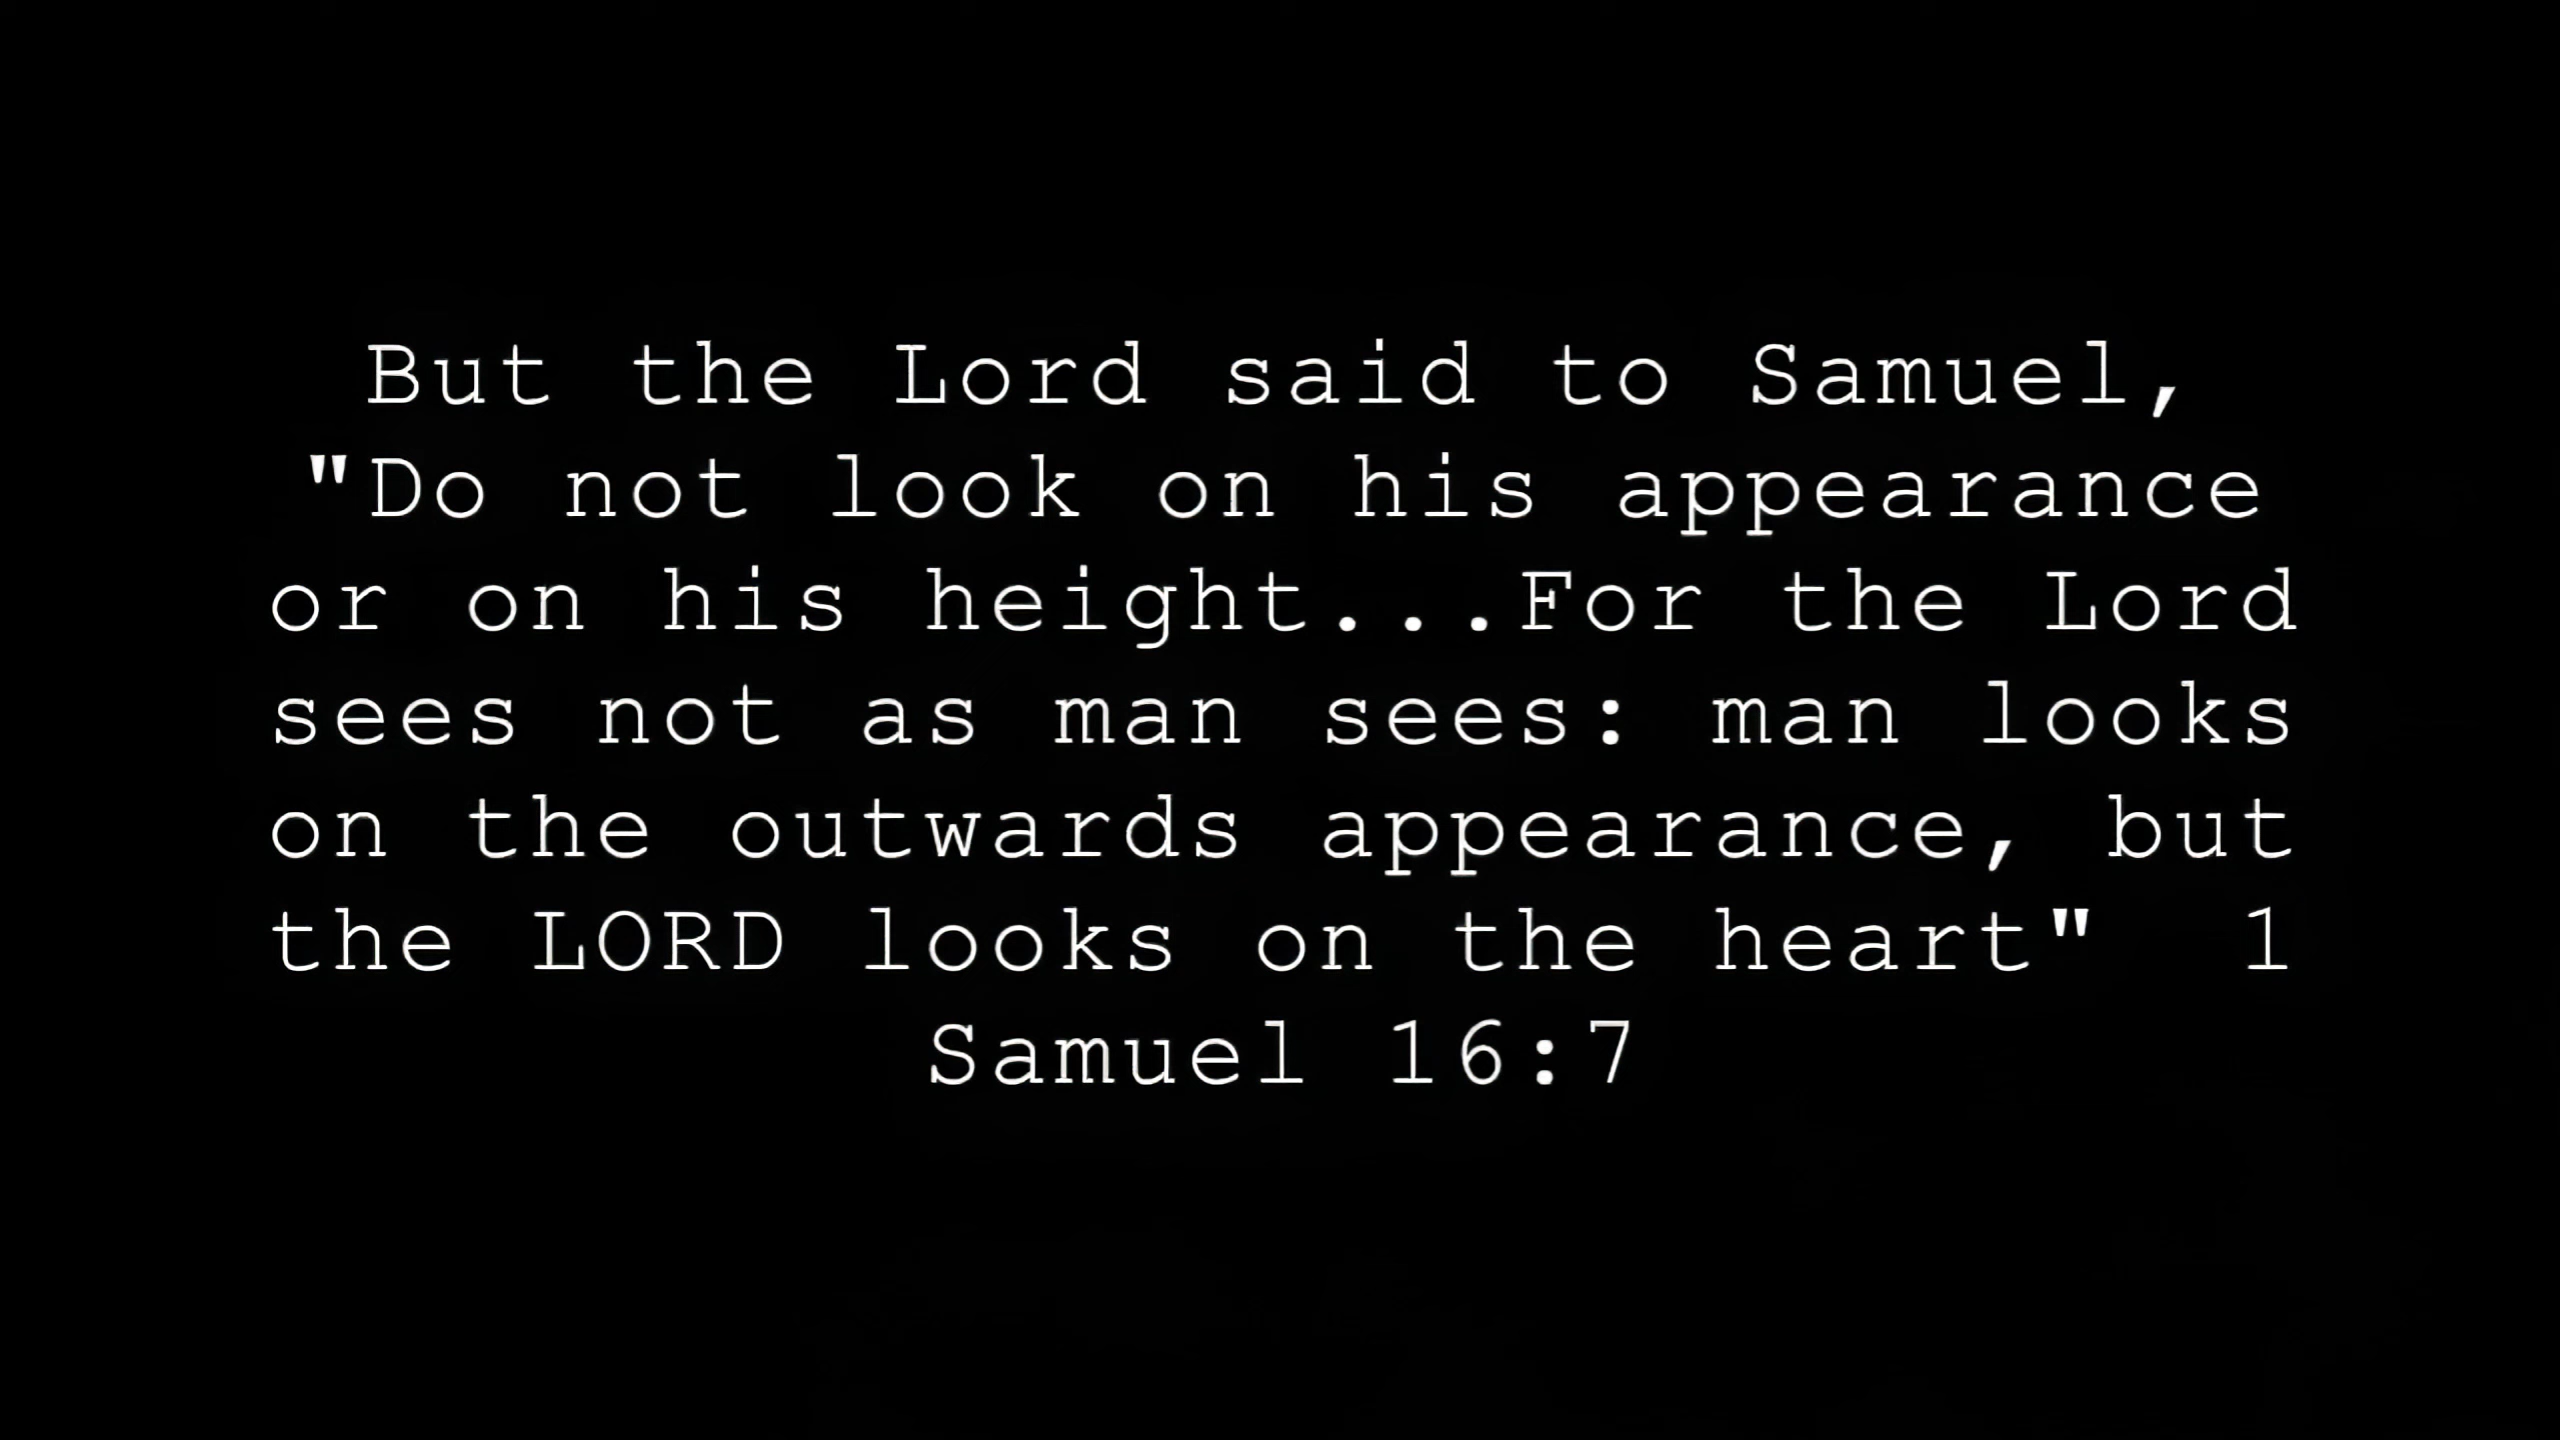 But the Lord said to Samuel,
"Do not look on his appearance
or on his height...For the Lord
sees not as man sees: man looks
on the outwards appearance, but
the LORD looks on the heart"  1
Samuel 16:7